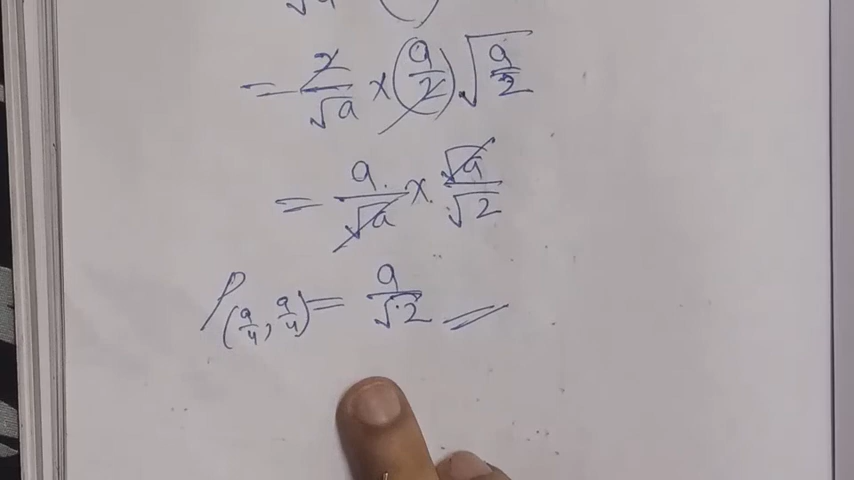 √a
= 2/√a × (a/2) √(a/2)
= a/√a × √a/√2
ρ(a/4, a/4) = a/√2